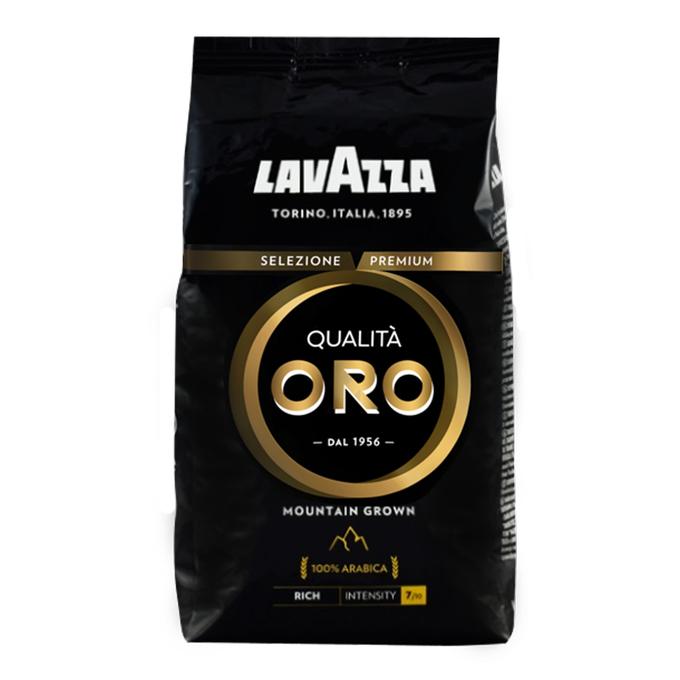 LAVAZZA
TORINO, ITALIA, 1895
SELEZIONE PREMIUM
QUALITÀ
ORO
— DAL 1956 —
MOUNTAIN GROWN
100% ARABICA
RICH INTENSITY 7/10